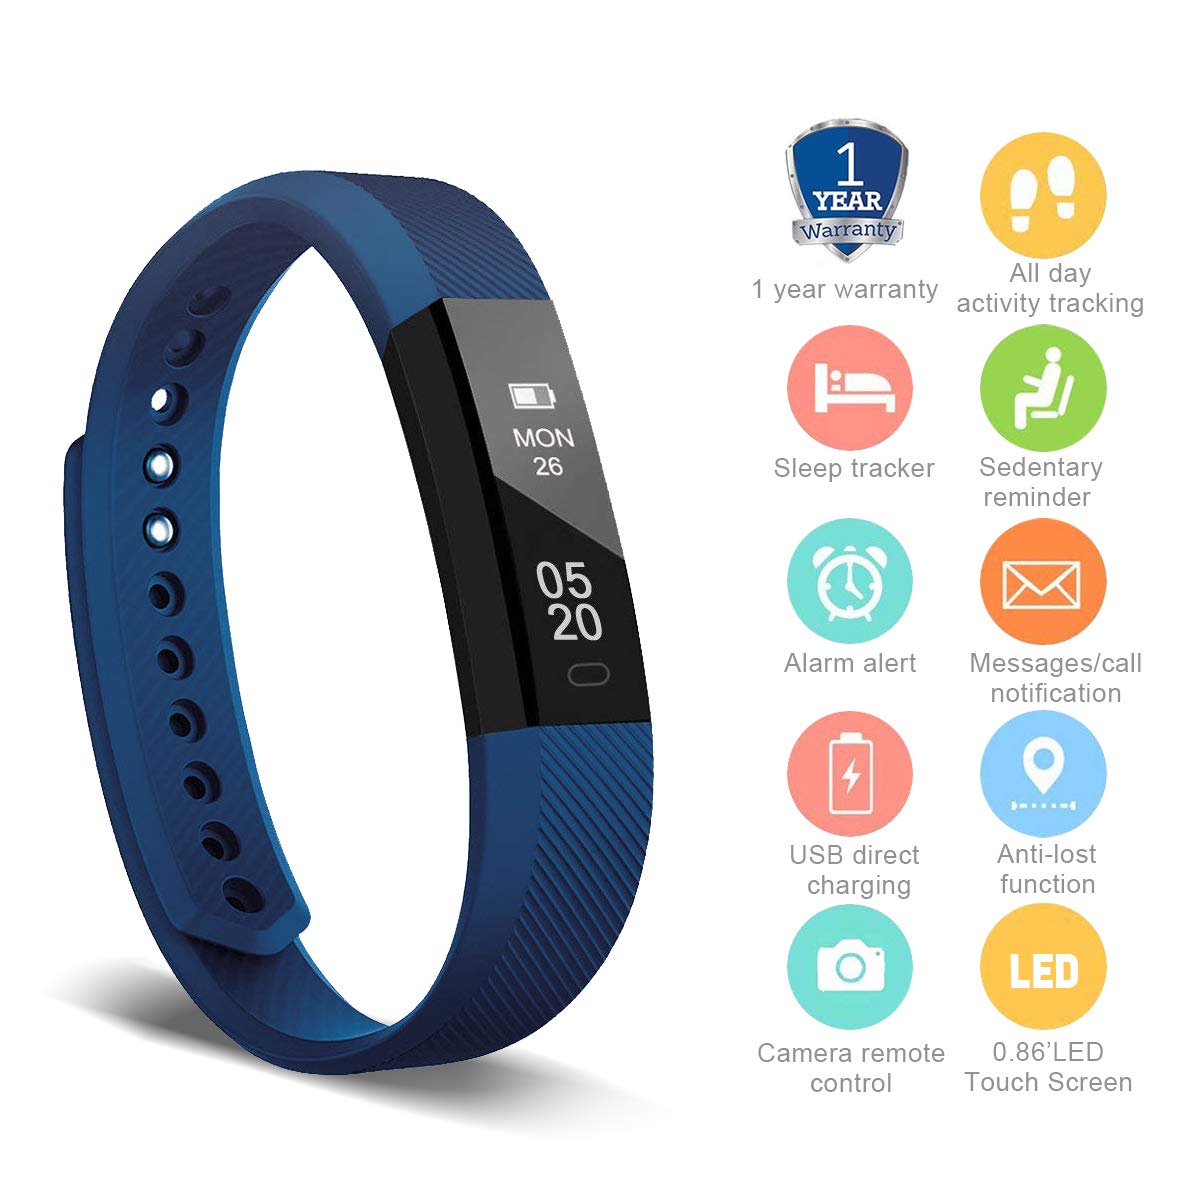 MON
26
05
20
1
YEAR
Warranty
1 year warranty
All day
activity tracking
Sleep tracker
Sedentary
reminder
Alarm alert
Messages/call
notification
USB direct
charging
Anti-lost
function
Camera remote
control
LED
0.86'LED
Touch Screen